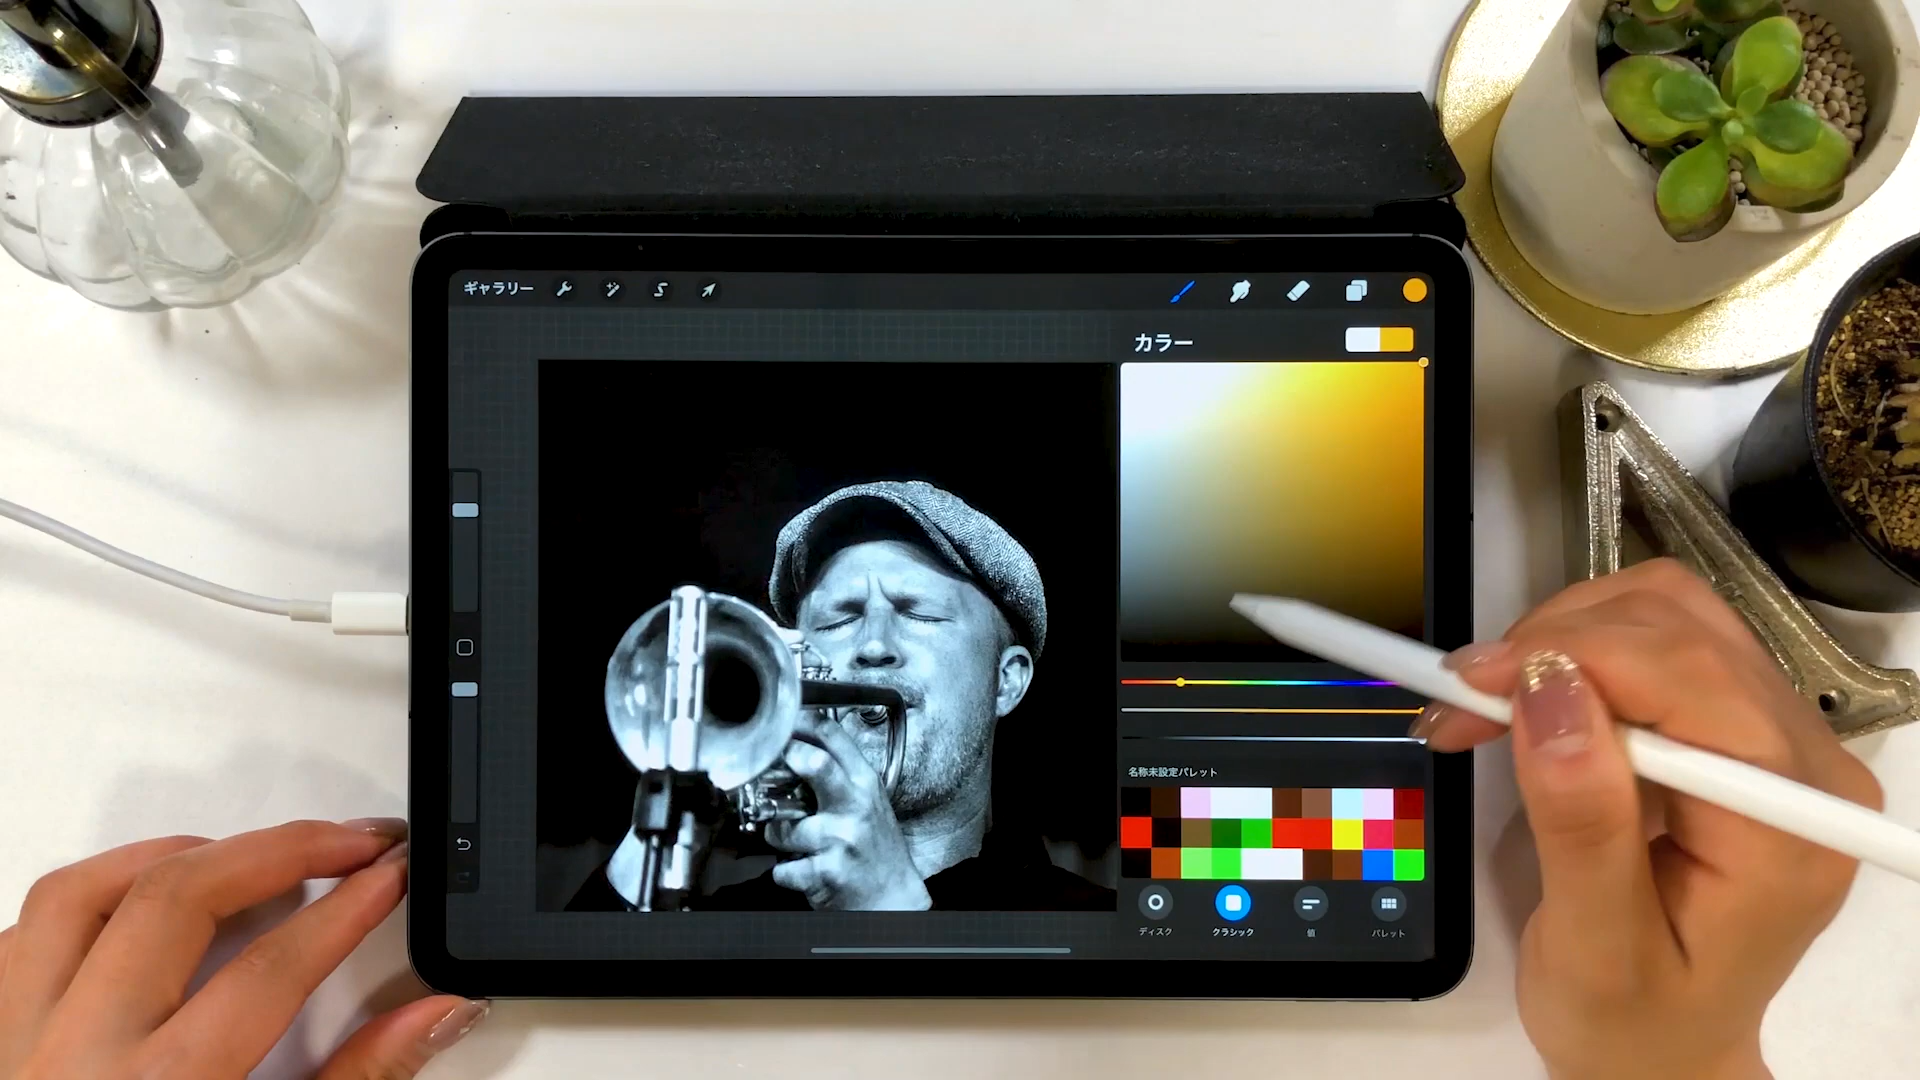 ギャラリー
カラー
名称未設定パレット
ディスク
クラシック
値
パレット